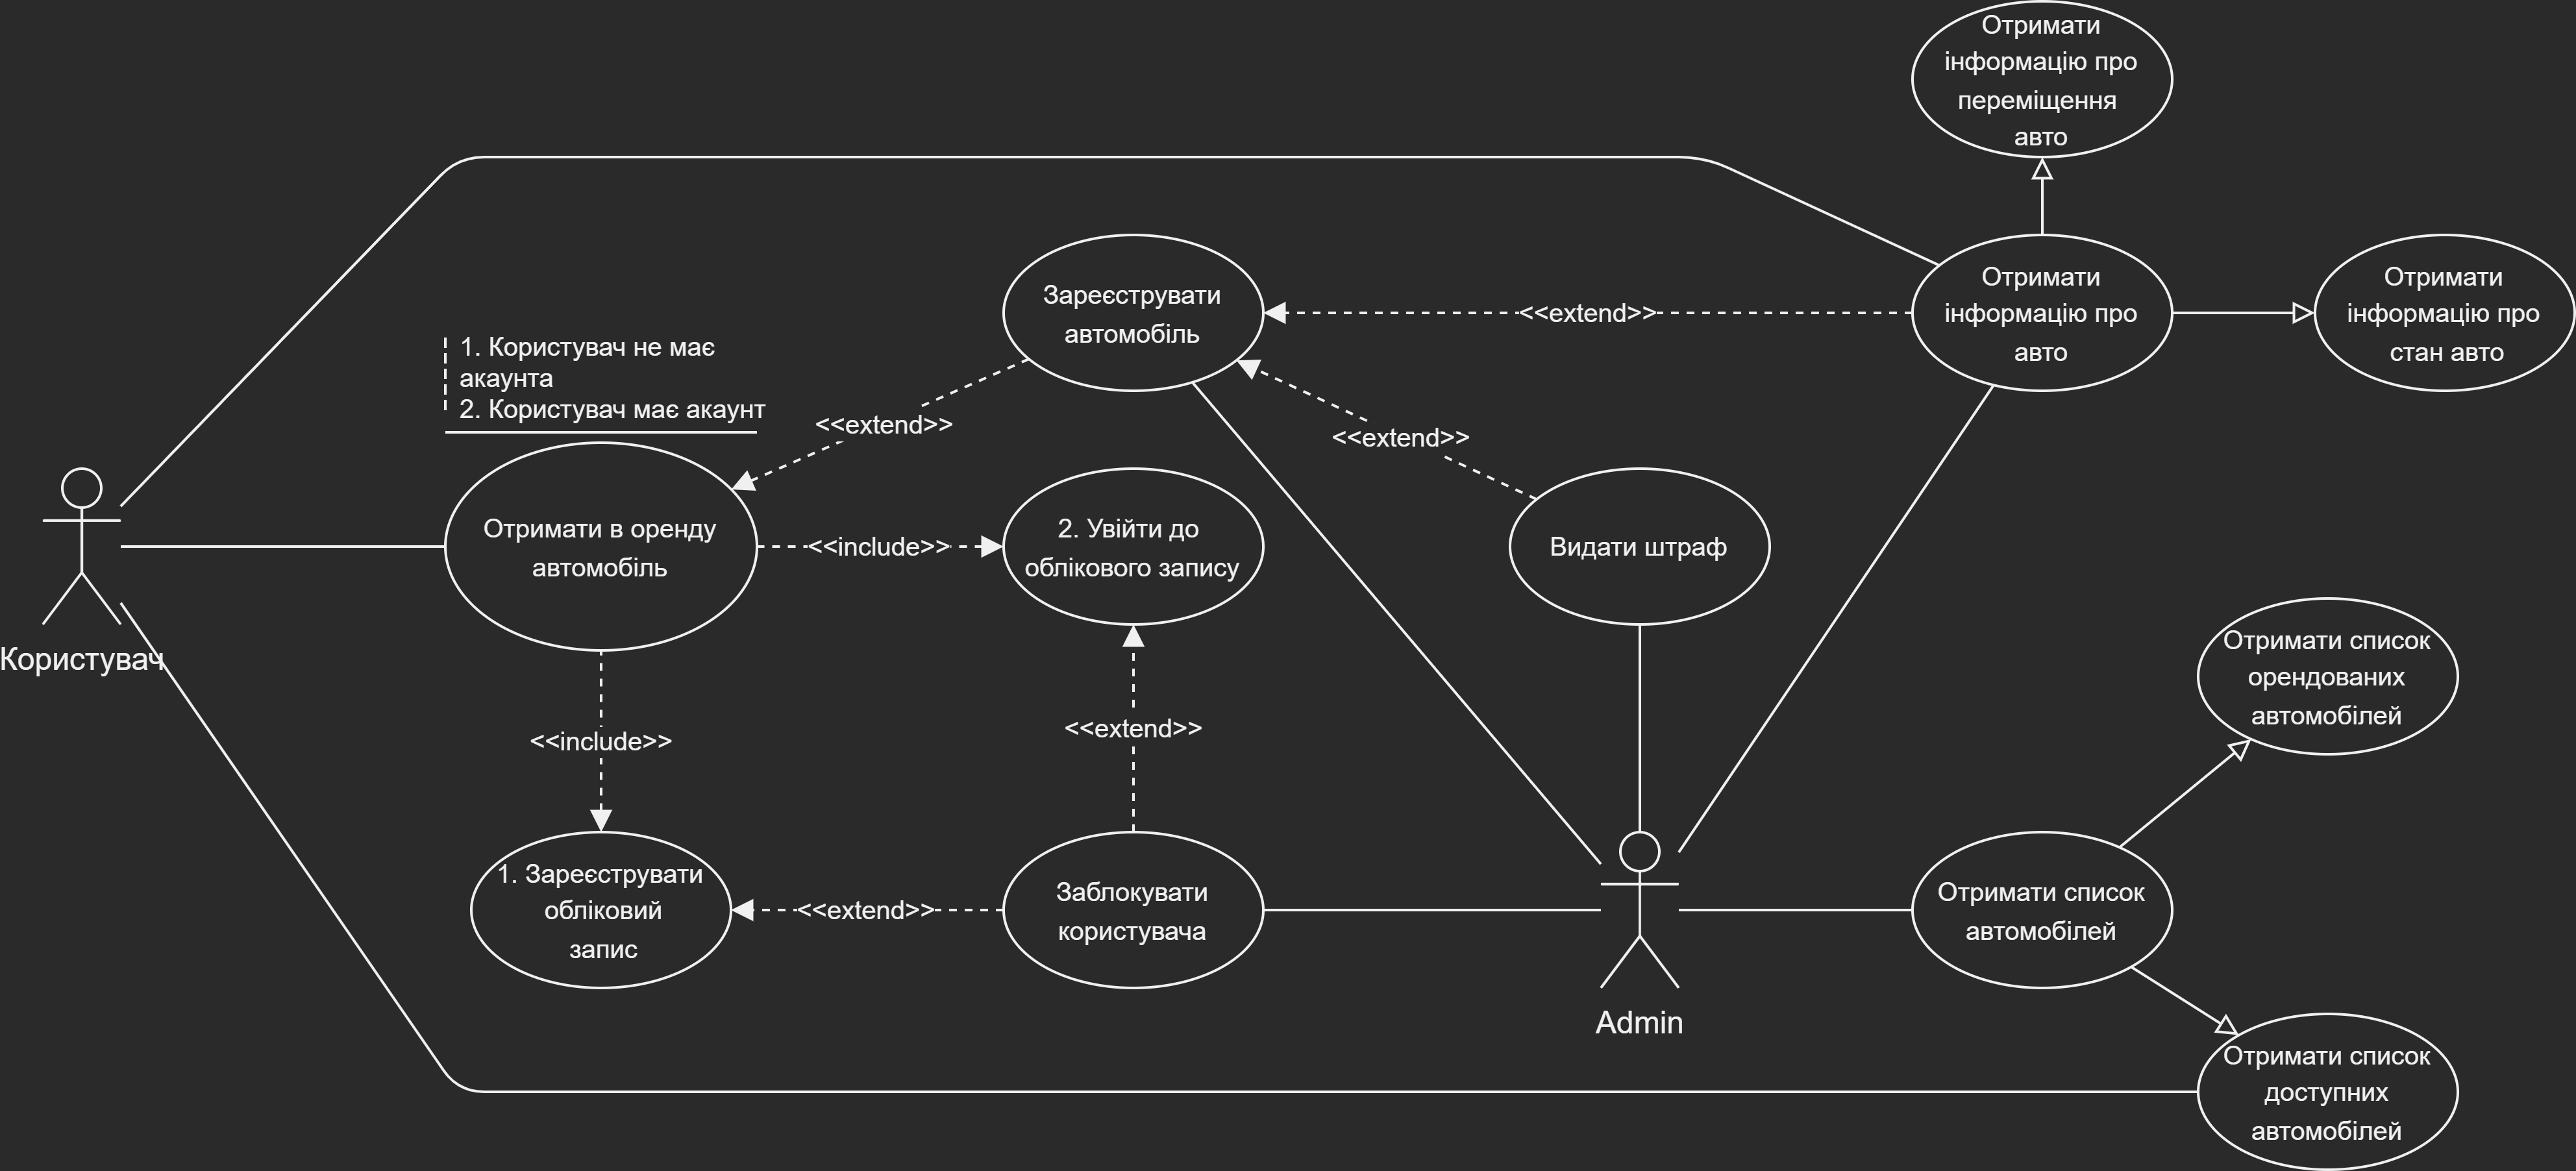 Отримати
інформацію про
переміщення
авто
Зареєструвати
автомобіль
<<extend>>
Отримати
інформацію про
авто
Отримати
інформацію про
стан авто
1. Користувач не має
акаунта
2. Користувач має акаунт
<<extend>>
<<extend>>
Користувач
Отримати в оренду
автомобіль
<<include>>
2. Увійти до
облікового запису
Видати штраф
<<include>>
<<extend>>
Отримати список
орендованих
автомобілей
1. Зареєструвати
обліковий
запис
<<extend>>
Заблокувати
користувача
Admin
Отримати список
автомобілей
Отримати список
доступних
автомобілей